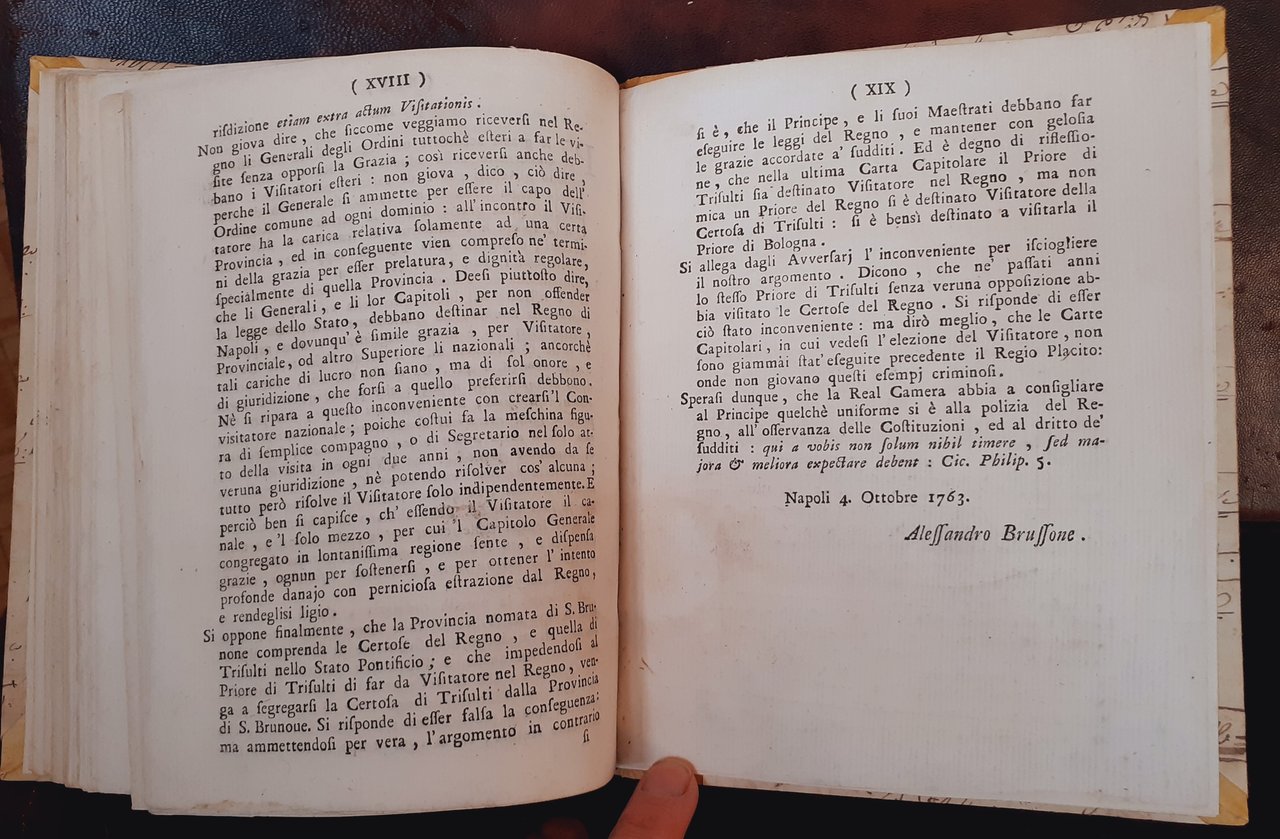 ( XVIII )
risdizione etiam extra actum Visitationis .
Non giova dire , che siccome veggiamo riceversi nel Re-
gno li Generali degli Ordini tuttochè esteri a far le vi-
site senza opporsi la Grazia ; così riceversi anche deb-
bano i Visitatori esteri : non giova , dico , ciò dire ,
perche il Generale si ammette per essere il capo dell'
Ordine comune ad ogni dominio : all' incontro il Visi-
tatore ha la carica relativa solamente ad una certa
Provincia , ed in conseguente vien compreso ne' termi-
ni della grazia per esser prelatura , e dignità regolare,
specialmente di quella Provincia . Deesi piuttosto dire,
che li Generali , e li lor Capitoli , per non offender
la legge dello Stato, debbano destinar nel Regno di
Napoli , e dovunqu' è simile grazia , per Visitatore,
Provinciale, od altro Superiore li nazionali ; ancorchè
tali cariche di lucro non siano , ma di sol onore , e
di giuridizione , che forsi a quello preferirsi debbono.
Nè si ripara a questo inconveniente con crearsi'l Con-
visitatore nazionale ; poiche costui fa la meschina figu-
ra di semplice compagno , o di Segretario nel solo at-
to della visita in ogni due anni , non avendo da se
veruna giuridizione , nè potendo risolver cos' alcuna ;
tutto però risolve il Visitatore solo indipendentemente. E
perciò ben si capisce , ch' essendo il Visitatore il ca-
nale , e 'l solo mezzo , per cui 'l Capitolo Generale
congregato in lontanissima regione sente , e dispensa
grazie , ognun per sostenersi , e per ottener l' intento
profonde danajo con perniciosa estrazione dal Regno,
e rendeglisi ligio .
Si oppone finalmente , che la Provincia nomata di S. Bru-
none comprenda le Certose del Regno , e quella di
Trisulti nello Stato Pontificio ; e che impedendosi al
Priore di Trisulti di far da Visitatore nel Regno, ven-
ga a segregarsi la Certosa di Trisulti dalla Provincia
di S. Brunoue. Si risponde di esser falsa la conseguenza:
ma ammettendosi per vera , l' argomento in contrario
si
( XIX )
si è , che il Principe , e li suoi Maestrati debbano far
eseguire le leggi del Regno , e mantener con gelosia
le grazie accordate a' sudditi . Ed è degno di riflessio-
ne , che nella ultima Carta Capitolare il Priore di
Trisulti sia destinato Visitatore nel Regno , ma non
mica un Priore del Regno si è destinato Visitatore della
Certosa di Trisulti : si è bensì destinato a visitarla il
Priore di Bologna .
Si allega dagli Avversarj l' inconveniente per isciogliere
il nostro argomento . Dicono , che ne' passati anni
lo stesso Priore di Trisulti senza veruna opposizione ab-
bia visitato le Certose del Regno . Si risponde di esser
ciò stato inconveniente : ma dirò meglio , che le Carte
Capitolari , in cui vedesi l' elezione del Visitatore , non
sono giammai stat' eseguite precedente il Regio Placito:
onde non giovano questi esempj criminosi .
Sperasi dunque , che la Real Camera abbia a consigliare
al Principe quelchè uniforme si è alla polizia del Re-
gno , all' osservanza delle Costituzioni , ed al dritto de'
sudditi : qui a vobis non solum nihil timere , sed ma-
jora & meliora expectare debent : Cic. Philip. 5.
Napoli 4. Ottobre 1763.
Alessandro Brussone .